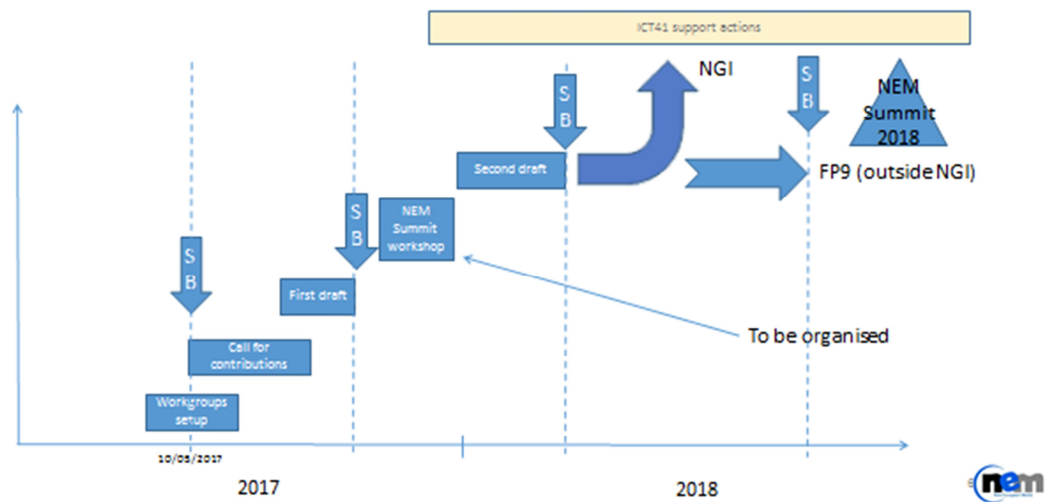 ICT41 support actions
NGI
S
B
S
B
NEM
Summit
2018
Second draft
FP9 (outside NGI)
S
B
NEM
Summit
workshop
S
B
First draft
To be organised
Call for
contributions
Workgroups
setup
10/05/2017
2017
2018
nem